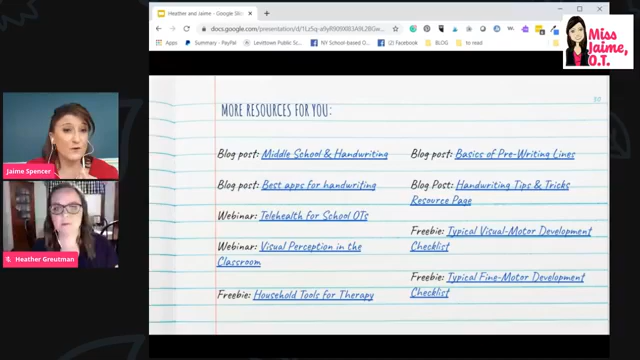 Heather and Jaime - Google Slid
docs.google.com/presentation/d/
Apps
Summary - PayPal
Levittown Public Sc
NY School-based O
(2) Facebook
BLOG
to read
Miss
Jaime,
O.T.
30
MORE RESOURCES FOR YOU:
Blog post: Middle School & Handwriting
Blog post: Best apps for handwriting
Webinar: Telehealth for School OTs
Webinar: Visual Perception in the
Classroom
Freebie: Household Tools for Therapy
Blog post: Basics of Pre-Writing Lines
Blog Post: Handwriting Tips & Tricks
Resource Page
Freebie: Typical Visual-Motor Development
Checklist
Freebie: Typical Fine-Motor Development
Checklist
Jaime Spencer
Heather Greutman